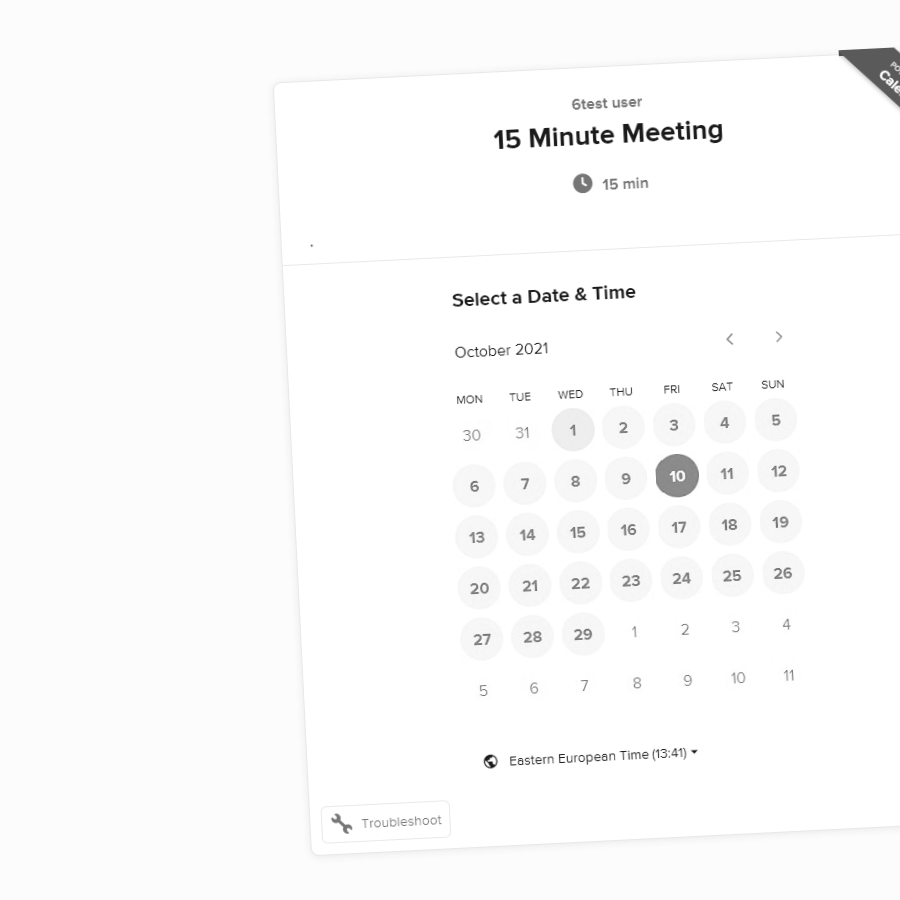 6test user
15 Minute Meeting
15 min
.
Select a Date & Time
October 2021
MON TUE WED THU FRI SAT SUN
30 31 1 2 3 4 5
6 7 8 9 10 11 12
13 14 15 16 17 18 19
20 21 22 23 24 25 26
27 28 29 1 2 3 4
5 6 7 8 9 10 11
Eastern European Time (13:41)
Troubleshoot